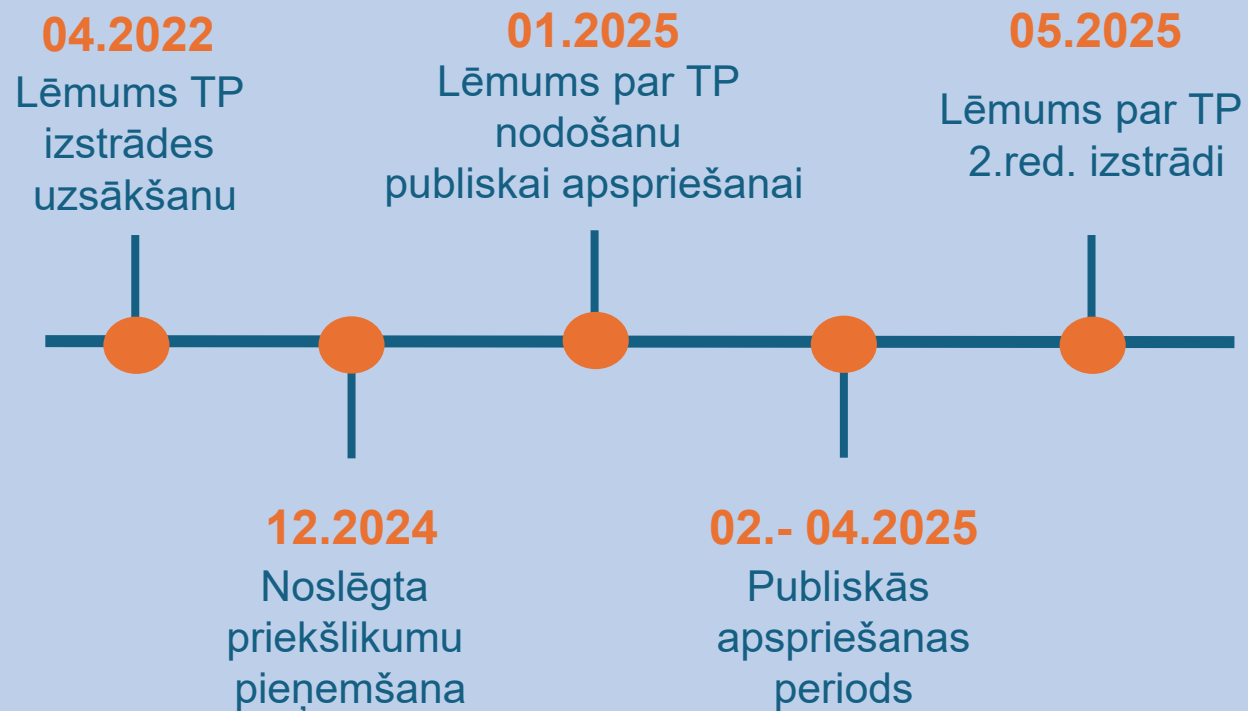 04.2022
Lēmums TP
izstrādes
uzsākšanu
01.2025
Lēmums par TP
nodošanu
publiskai apspriešanai
05.2025
Lēmums par TP
2.red. izstrādi
12.2024
Noslēgta
priekšlikumu
pieņemšana
02.- 04.2025
Publiskās
apspriešanas
periods